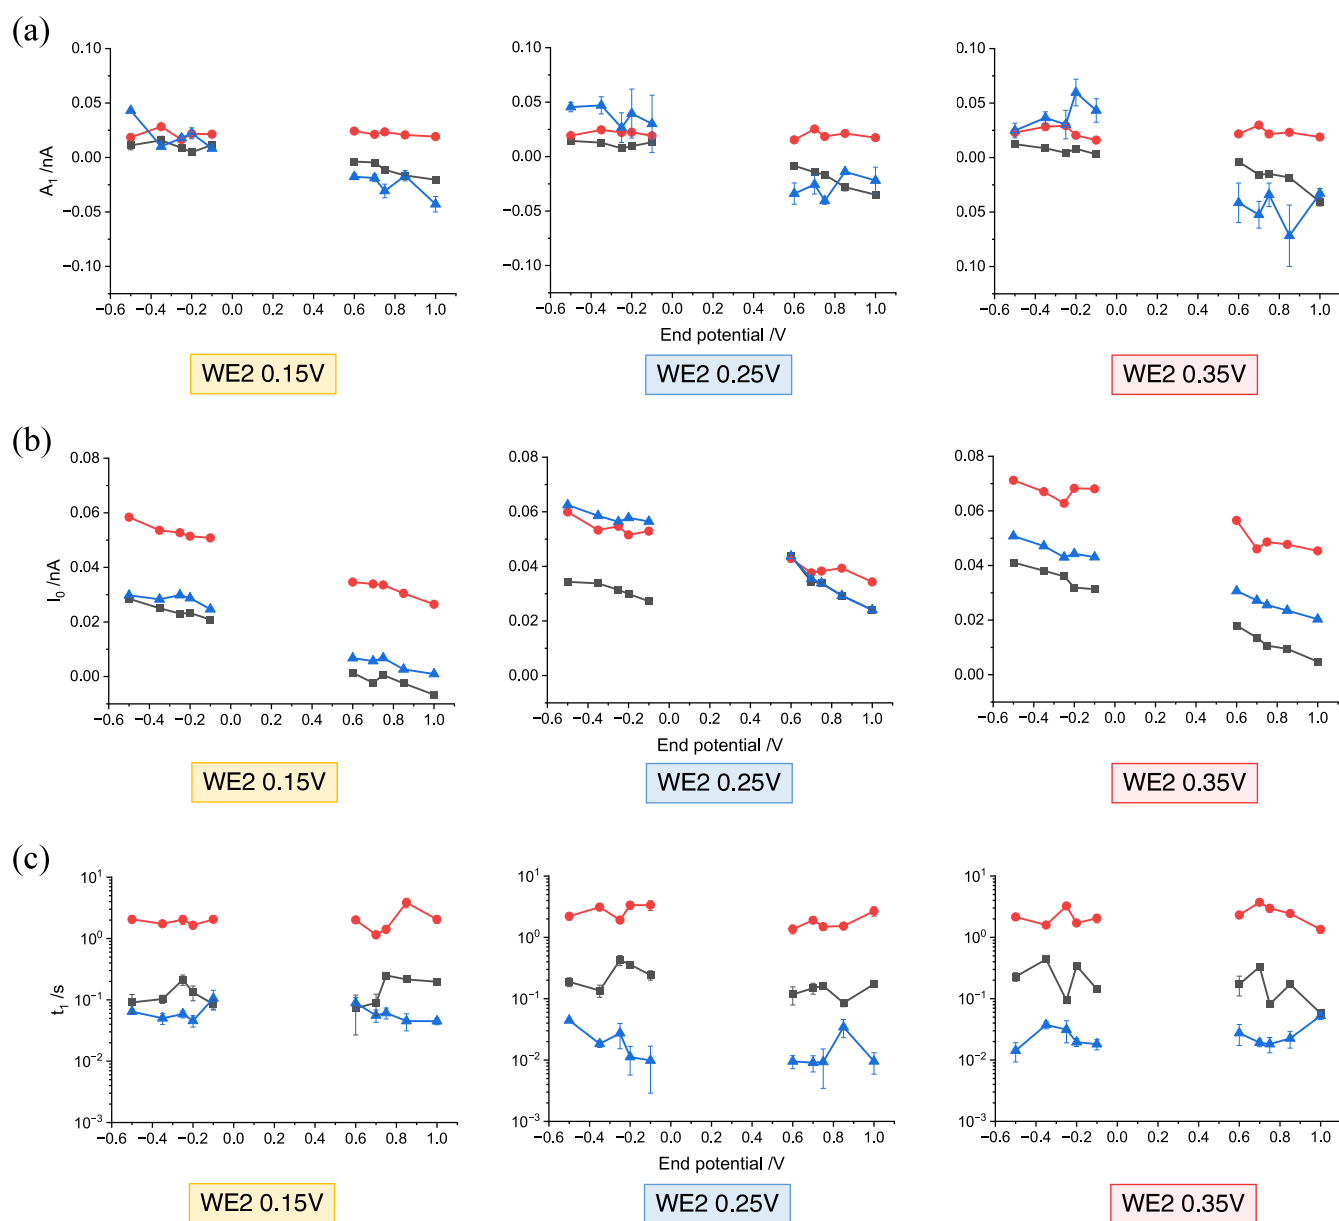 (a)
0.10 0.10 0.10
0.05 0.05 0.05
0.00 0.00 0.00
−0.05 −0.05 0.05
−0.10 −0.10 0.10
A1 /nA
−0.6 −0.4 −0.2 0.0 0.2 0.4 0.6 0.8 1.0 −0.6 −0.4 −0.2 0.0 0.2 0.4 0.6 0.8 1.0 −0.6 −0.4 −0.2 0.0 0.2 0.4 0.6 0.8 1.0
End potential /V
WE2 0.15V WE2 0.25V WE2 0.35V
(b)
0.08 0.08 0.08
0.06 0.06 0.06
0.04 0.04 0.04
0.02 0.02 0.02
0.00 0.00 0.00
I0 /nA
−0.6 −0.4 −0.2 0.0 0.2 0.4 0.6 0.8 1.0 −0.6 −0.4 −0.2 0.0 0.2 0.4 0.6 0.8 1.0 −0.6 −0.4 −0.2 0.0 0.2 0.4 0.6 0.8 1.0
End potential /V
WE2 0.15V WE2 0.25V WE2 0.35V
(c)
10^1 10^1 10^1
10^0 10^0 10^0
10^−1 10^−1 10^−1
10^−2 10^−2 10^−2
10^−3 10^−3 10^−3
t1 /s
−0.6 −0.4 −0.2 0.0 0.2 0.4 0.6 0.8 1.0 −0.6 −0.4 −0.2 0.0 0.2 0.4 0.6 0.8 1.0 −0.6 −0.4 −0.2 0.0 0.2 0.4 0.6 0.8 1.0
End potential /V
WE2 0.15V WE2 0.25V WE2 0.35V